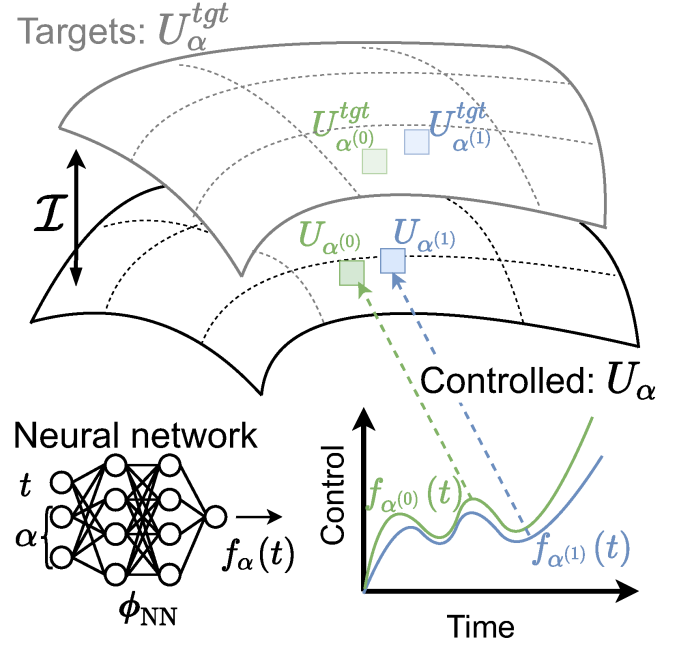 Targets: $U_{\alpha}^{tgt}$
$U_{\alpha^{(0)}}^{tgt}$ $U_{\alpha^{(1)}}^{tgt}$
$\mathcal{I}$
$U_{\alpha^{(0)}}$ $U_{\alpha^{(1)}}$
Controlled: $U_{\alpha}$
Neural network
$t$
$\alpha$
$f_{\alpha}(t)$
$\phi_{\mathrm{NN}}$
Control
$f_{\alpha^{(0)}}(t)$
$f_{\alpha^{(1)}}(t)$
Time